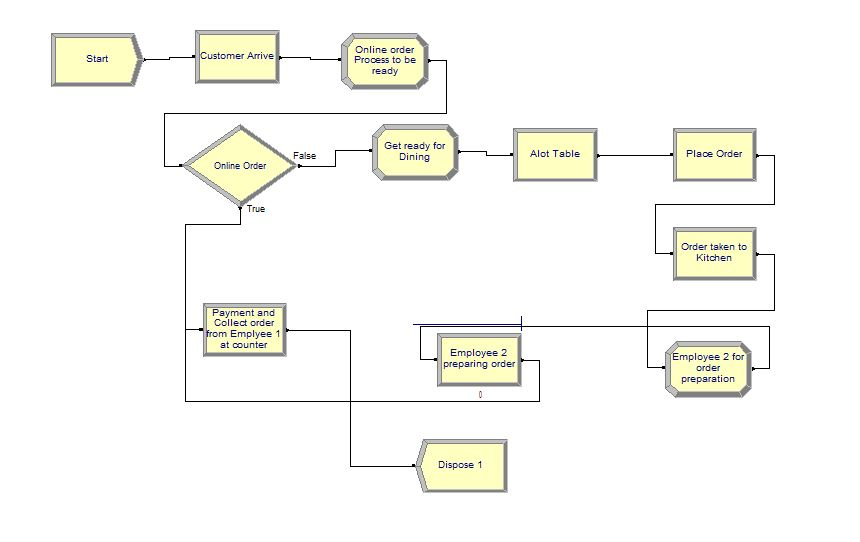 Start
Customer Arrive
Online order
Process to be
ready
Online Order
False
True
Get ready for
Dining
Alot Table
Place Order
Order taken to
Kitchen
Payment and
Collect order
from Emplyee 1
at counter
Employee 2
preparing order
0
Employee 2 for
order
preparation
Dispose 1